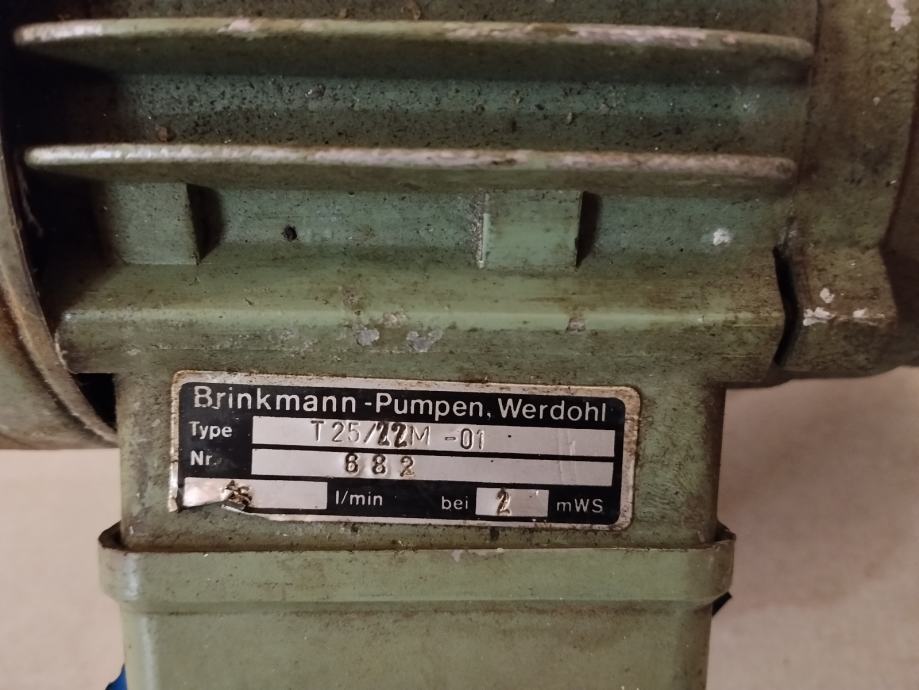 Brinkmann-Pumpen, Werdohl
Type T25/22M-01
Nr. 682
l/min bei 2 mWS